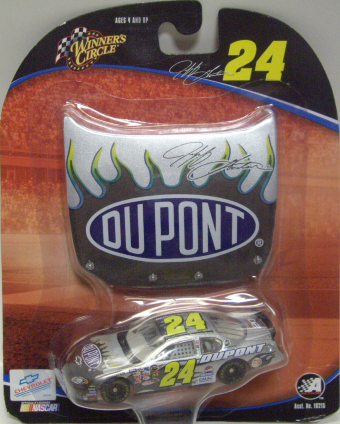 AGES 4 AND UP
WINNER'S
CIRCLE
24
DUPONT
®
24
DUPONT
24
CHEVROLET
NASCAR